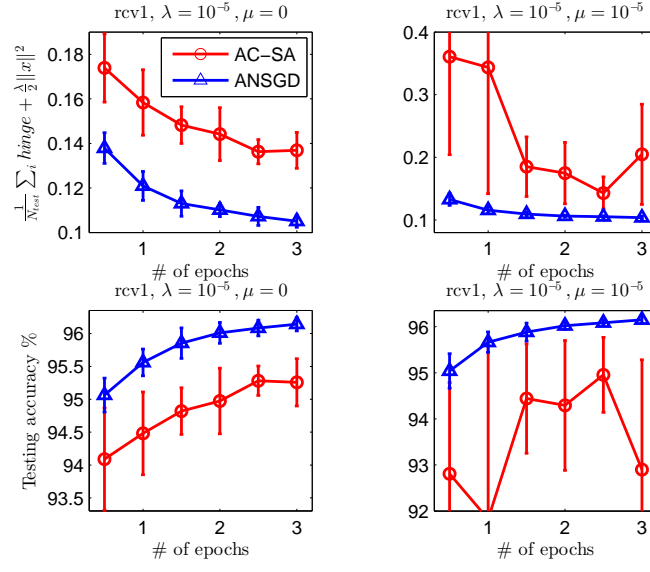 rcv1, λ = 10⁻⁵, μ = 0
rcv1, λ = 10⁻⁵, μ = 10⁻⁵
1/N_test ∑_i hinge + λ/2 ||x||²
0.18
0.16
0.14
0.12
0.1
AC−SA
ANSGD
1 2 3
# of epochs
0.4
0.3
0.2
0.1
1 2 3
# of epochs
rcv1, λ = 10⁻⁵, μ = 0
rcv1, λ = 10⁻⁵, μ = 10⁻⁵
Testing accuracy %
96
95.5
95
94.5
94
93.5
1 2 3
# of epochs
96
95
94
93
92
1 2 3
# of epochs